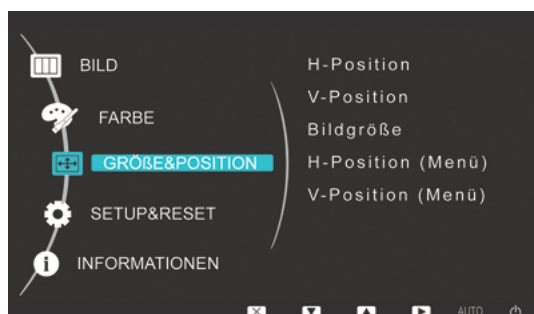 BILD
FARBE
GRÖßE&POSITION
SETUP&RESET
INFORMATIONEN
H-Position
V-Position
Bildgröße
H-Position (Menü)
V-Position (Menü)
AUTO